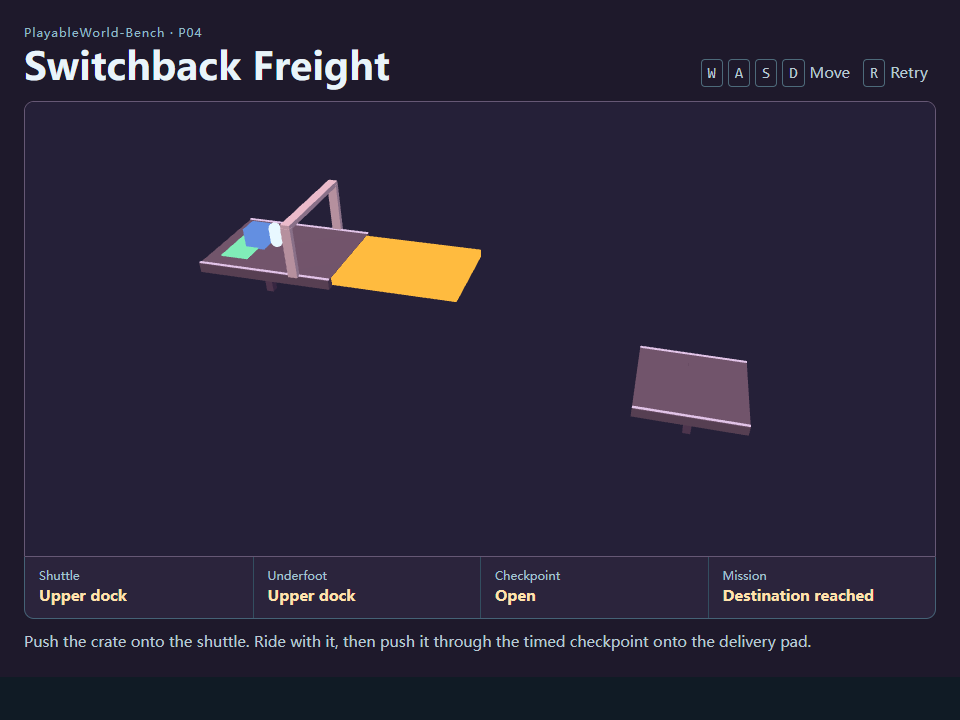 PlayableWorld-Bench · P04
Switchback Freight
W A S D Move R Retry
Shuttle
Upper dock
Underfoot
Upper dock
Checkpoint
Open
Mission
Destination reached
Push the crate onto the shuttle. Ride with it, then push it through the timed checkpoint onto the delivery pad.